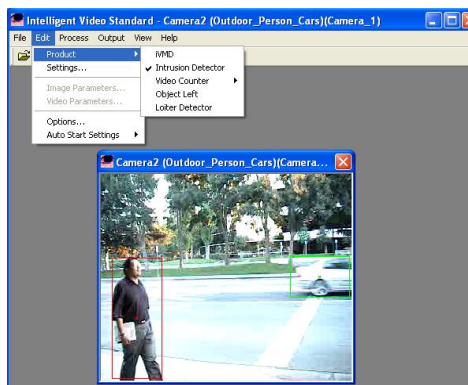 Intelligent Video Standard - Camera2 (Outdoor_Person_Cars)(Camera_1)
File Edit Process Output View Help
Product
Settings...
Image Parameters...
Video Parameters...
Options...
Auto Start Settings
iVMD
Intrusion Detector
Video Counter
Object Left
Loiter Detector
Camera2 (Outdoor_Person_Cars)(Camera...